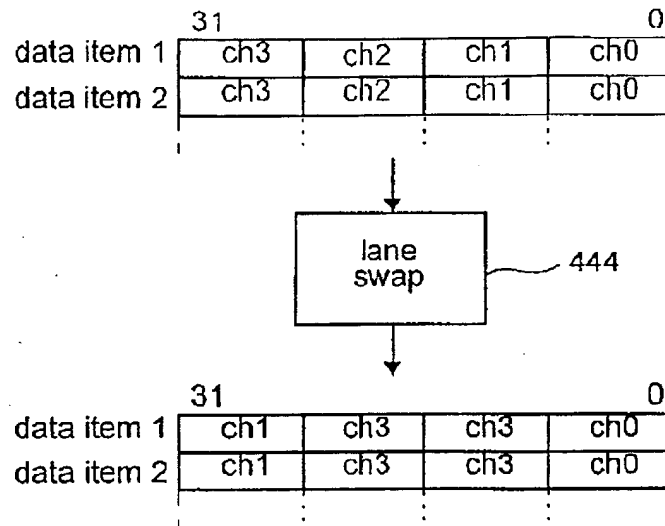 31 0
data item 1 ch3 ch2 ch1 ch0
data item 2 ch3 ch2 ch1 ch0
lane
swap
444
31 0
data item 1 ch1 ch3 ch3 ch0
data item 2 ch1 ch3 ch3 ch0